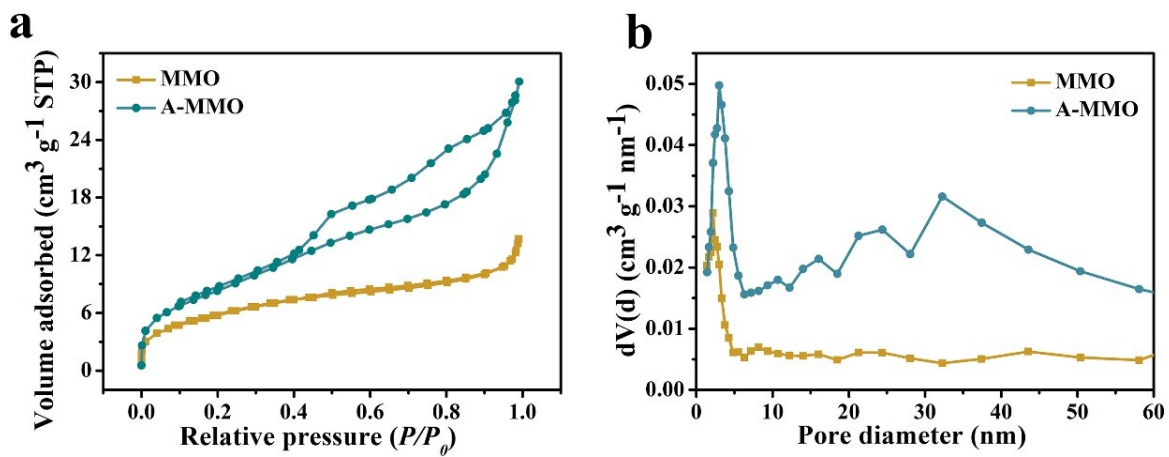 a
Volume adsorbed (cm³ g⁻¹ STP)
30
24
18
12
6
0
MMO
A-MMO
0.0 0.2 0.4 0.6 0.8 1.0
Relative pressure (P/P₀)
b
dV(d) (cm³ g⁻¹ nm⁻¹)
0.05
0.04
0.03
0.02
0.01
0.00
MMO
A-MMO
0 10 20 30 40 50 60
Pore diameter (nm)